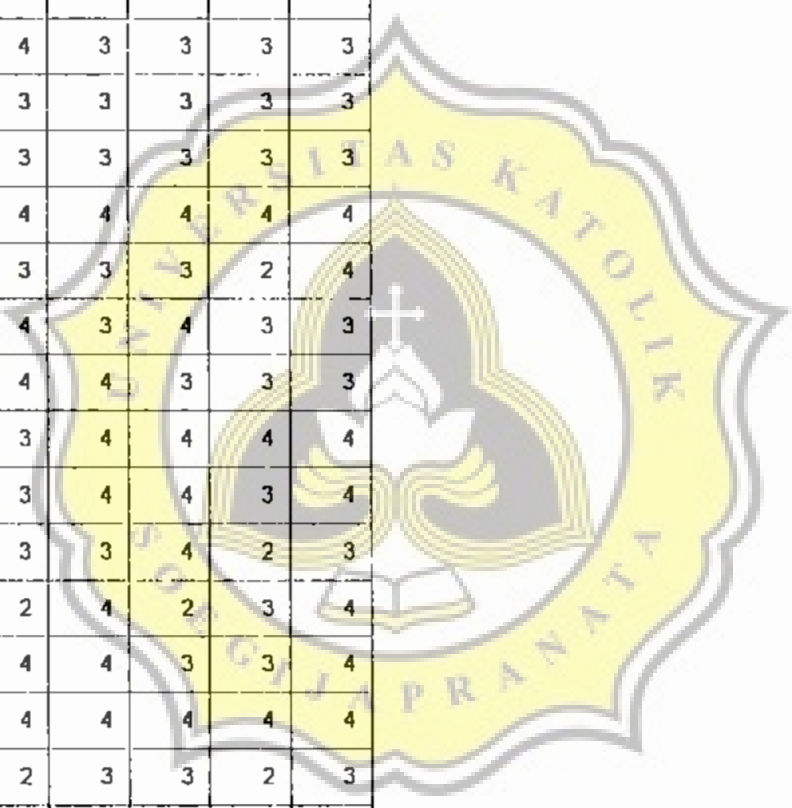 4 3 3 3 3
3 3 3 3 3
3 3 3 3 3
4 4 4 4 4
3 3 3 2 4
4 3 4 3 3
4 4 3 3 3
3 4 4 4 4
3 4 4 3 4
3 3 4 2 3
2 4 2 3 4
4 4 3 3 4
4 4 4 4 4
2 3 3 2 3
UNIVERSITAS KATOLIK
SOEGIJAPRANATA